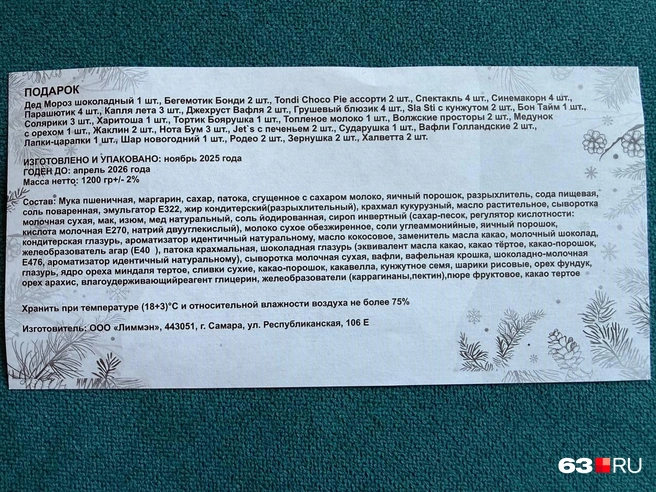 ПОДАРОК
Дед Мороз шоколадный 1 шт., Бегемотик Бонди 2 шт., Tondi Choco Pie ассорти 2 шт., Спектакль 4 шт., Синемакорн 4 шт.,
Парашютик 4 шт., Капля лета 3 шт., Джехруст Вафля 2 шт., Грушевый блюзик 4 шт., Sla Sti с кунжутом 2 шт., Бон Тайм 1 шт.,
Солярики 3 шт., Харитоша 1 шт., Тортик Боярушка 1 шт., Топленое молоко 1 шт., Волжские просторы 2 шт., Медунок
с орехом 1 шт., Жаклин 2 шт., Нота Бум 3 шт., Jet`s с печеньем 2 шт., Сударушка 1 шт., Вафли Голландские 2 шт.,
Лапки-царапки 1 шт., Шар новогодний 1 шт., Родео 2 шт., Зернушка 2 шт., Халветта 2 шт.
ИЗГОТОВЛЕНО И УПАКОВАНО: ноябрь 2025 года
ГОДЕН ДО: апрель 2026 года
Масса нетто: 1200 гр+/- 2%
Состав: Мука пшеничная, маргарин, сахар, патока, сгущенное с сахаром молоко, яичный порошок, разрыхлитель, сода пищевая,
соль поваренная, эмульгатор Е322, жир кондитерский(разрыхлительный), крахмал кукурузный, масло растительное, сыворотка
молочная сухая, мак, изюм, мед натуральный, соль йодированная, сироп инвертный (сахар-песок, регулятор кислотности:
кислота молочная Е270, натрий двууглекислый), молоко сухое обезжиренное, соли углеаммонийные, яичный порошок,
кондитерская глазурь, ароматизатор идентичный натуральному, масло кокосовое, заменитель масла какао, молочный шоколад,
желеобразователь агар (Е40 ), патока крахмальная, шоколадная глазурь (эквивалент масла какао, какао тёртое, какао-порошок,
Е476, ароматизатор идентичный натуральному), сыворотка молочная сухая, вафли, вафельная крошка, шоколадно-молочная
глазурь, ядро ореха миндаля тертое, сливки сухие, какао-порошок, какавелла, кунжутное семя, шарики рисовые, орех фундук,
орех арахис, влагоудерживающийреагент глицерин, желеобразователи (каррагинаны,пектин),пюре фруктовое, какао тертое
Хранить при температуре (18+3)°С и относительной влажности воздуха не более 75%
Изготовитель: ООО «Лиммэн», 443051, г. Самара, ул. Республиканская, 106 Е
63.RU